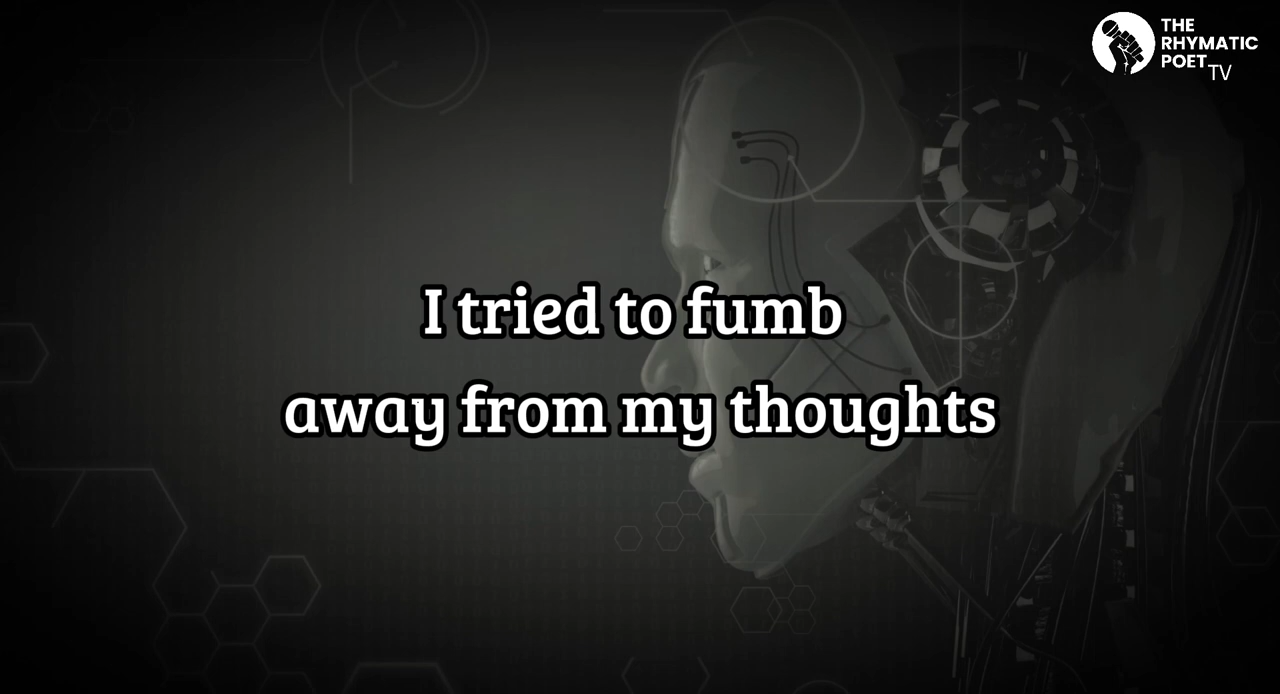 THE
RHYMATIC
POET TV
I tried to fumb
away from my thoughts